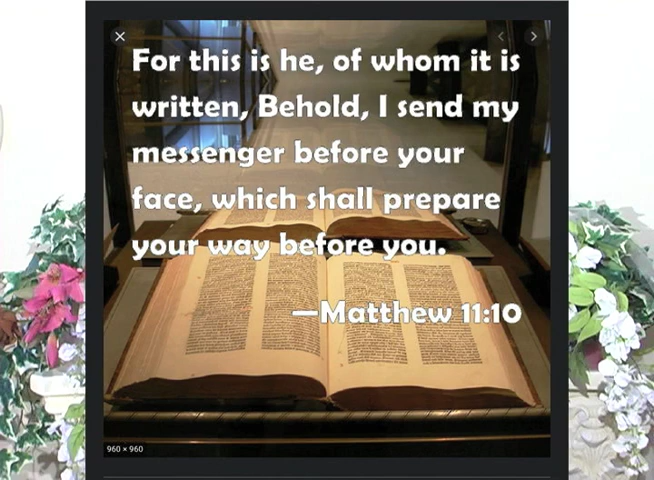 For this is he, of whom it is
written, Behold, I send my
messenger before your
face, which shall prepare
your way before you.
—Matthew 11:10
960 × 960